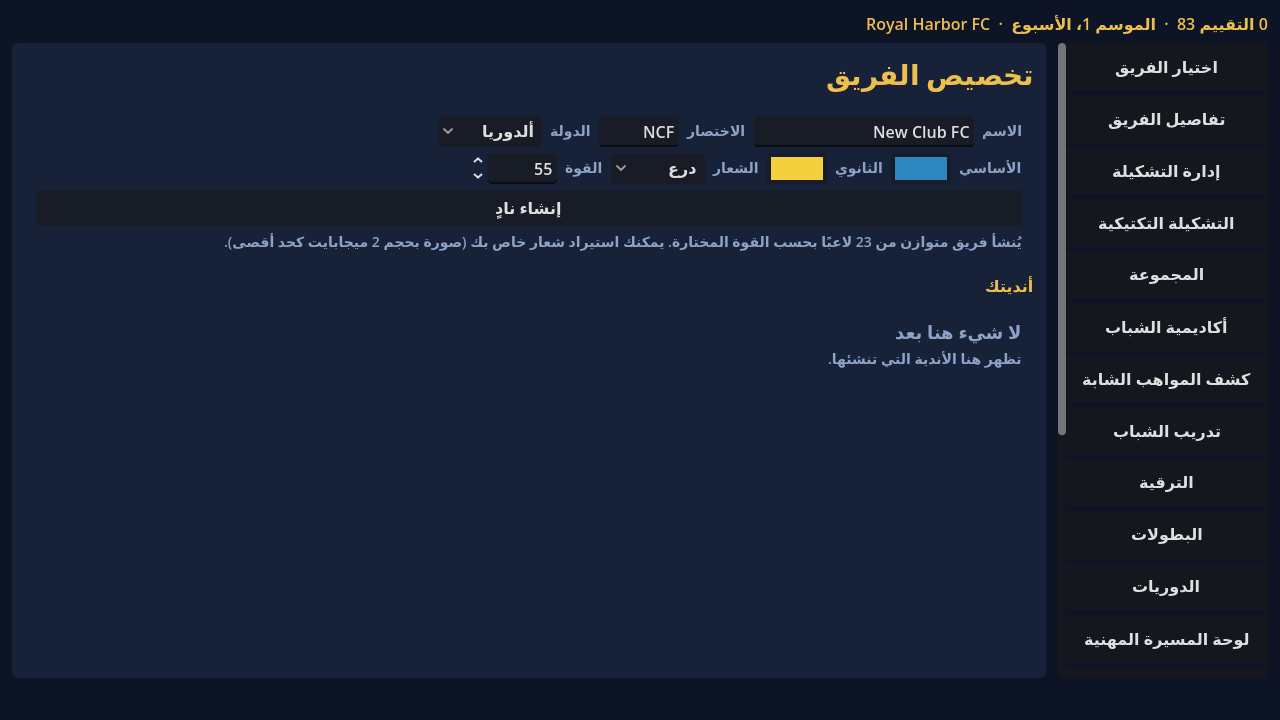 Royal Harbor FC · الموسم 1، الأسبوع · 83 التقييم 0
تخصيص الفريق
الاسم New Club FC الاختصار NCF الدولة ألدوريا
الأساسي الثانوي الشعار درع القوة 55
إنشاء نادٍ
يُنشأ فريق متوازن من 23 لاعبًا بحسب القوة المختارة. يمكنك استيراد شعار خاص بك (صورة بحجم 2 ميجابايت كحد أقصى).
أنديتك
لا شيء هنا بعد
تظهر هنا الأندية التي تنشئها.
اختيار الفريق
تفاصيل الفريق
إدارة التشكيلة
التشكيلة التكتيكية
المجموعة
أكاديمية الشباب
كشف المواهب الشابة
تدريب الشباب
الترقية
البطولات
الدوريات
لوحة المسيرة المهنية